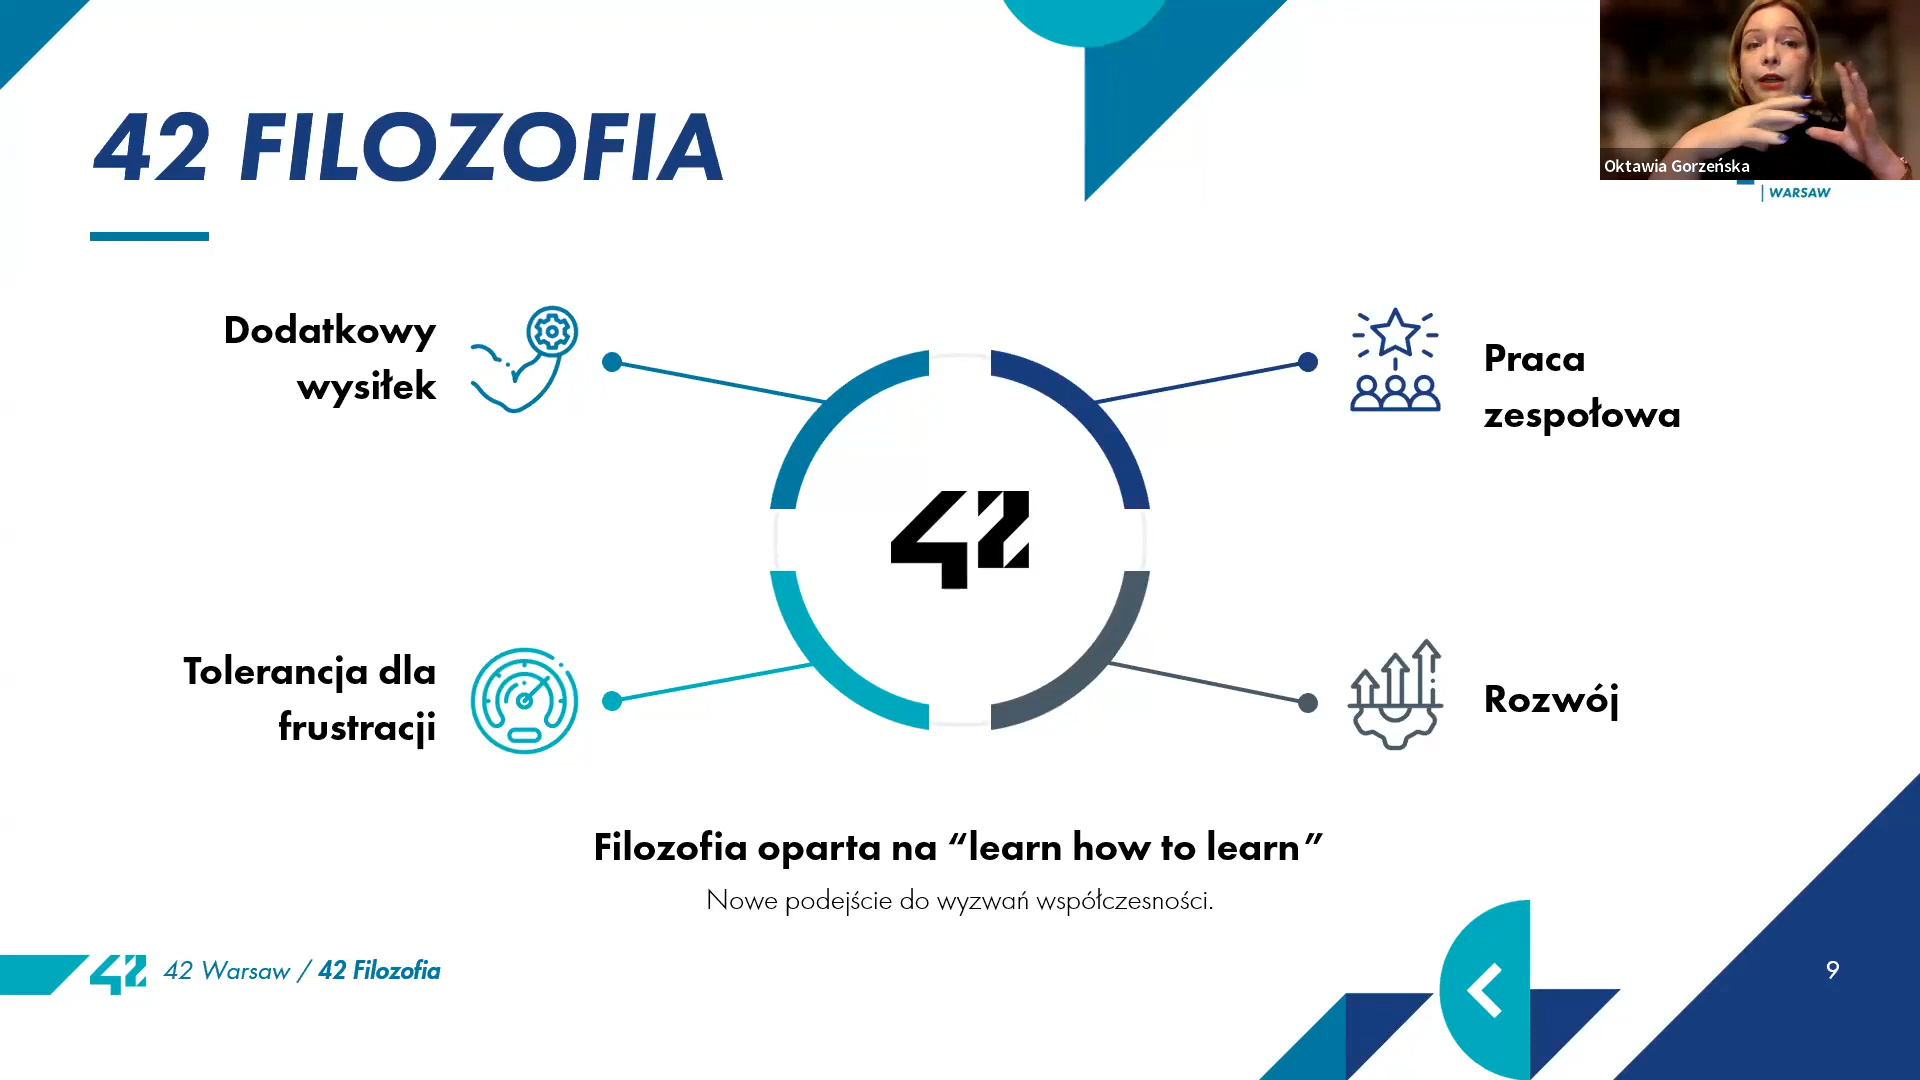 42 FILOZOFIA
Oktawia Gorzeńska
| WARSAW
Dodatkowy
wysiłek
Praca
zespołowa
42
Tolerancja dla
frustracji
Rozwój
Filozofia oparta na “learn how to learn”
Nowe podejście do wyzwań współczesności.
42 42 Warsaw / 42 Filozofia
9